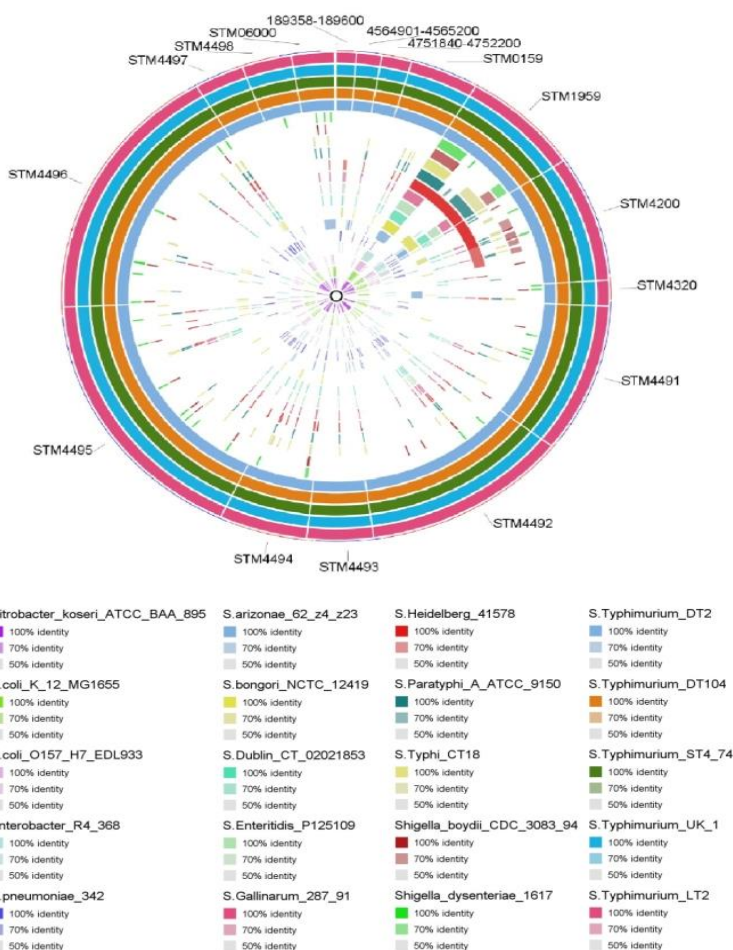 189358-189600
STM06000
4564901-4565200
STM4498
4751840-4752200
STM4497
STM0159
STM1959
STM4496
STM4200
STM4320
STM4491
STM4495
STM4492
STM4494
STM4493
itrobacter_koseri_ATCC_BAA_895 S.arizonae_62_z4_z23 S.Heidelberg_41578 S.Typhimurium_DT2
100% identity 100% identity 100% identity 100% identity
70% identity 70% identity 70% identity 70% identity
50% identity 50% identity 50% identity 50% identity
.coli_K_12_MG1655 S.bongori_NCTC_12419 S.Paratyphi_A_ATCC_9150 S.Typhimurium_DT104
100% identity 100% identity 100% identity 100% identity
70% identity 70% identity 70% identity 70% identity
50% identity 50% identity 50% identity 50% identity
.coli_O157_H7_EDL933 S.Dublin_CT_02021853 S.Typhi_CT18 S.Typhimurium_ST4_74
100% identity 100% identity 100% identity 100% identity
70% identity 70% identity 70% identity 70% identity
50% identity 50% identity 50% identity 50% identity
nterobacter_R4_368 S.Enteritidis_P125109 Shigella_boydii_CDC_3083_94 S.Typhimurium_UK_1
100% identity 100% identity 100% identity 100% identity
70% identity 70% identity 70% identity 70% identity
50% identity 50% identity 50% identity 50% identity
.pneumoniae_342 S.Gallinarum_287_91 Shigella_dysenteriae_1617 S.Typhimurium_LT2
100% identity 100% identity 100% identity 100% identity
70% identity 70% identity 70% identity 70% identity
50% identity 50% identity 50% identity 50% identity